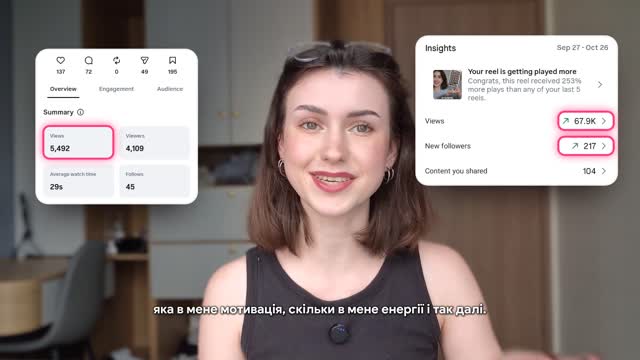 137 72 0 49 195
Overview Engagement Audience
Summary
Views Viewers
5,492 4,109
Average watch time Follows
29s 45
Insights Sep 27 - Oct 26
Your reel is getting played more
Congrats, this reel received 253%
more plays than any of your last 5
reels.
Views 67.9K
New followers 217
Content you shared 104
яка в мене мотивація, скільки в мене енергії і так далі.